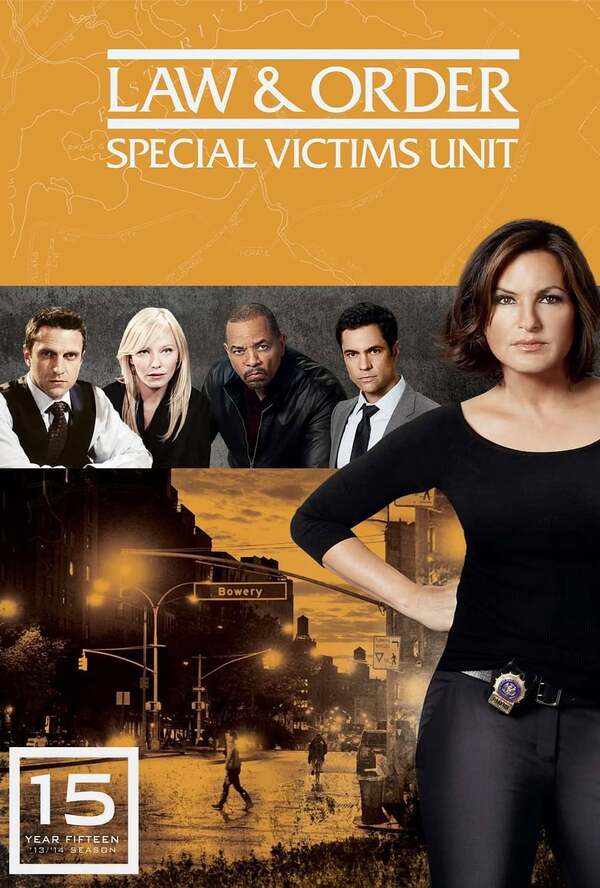 LAW & ORDER
SPECIAL VICTIMS UNIT
Bowery
15
YEAR FIFTEEN
'13/'14 SEASON